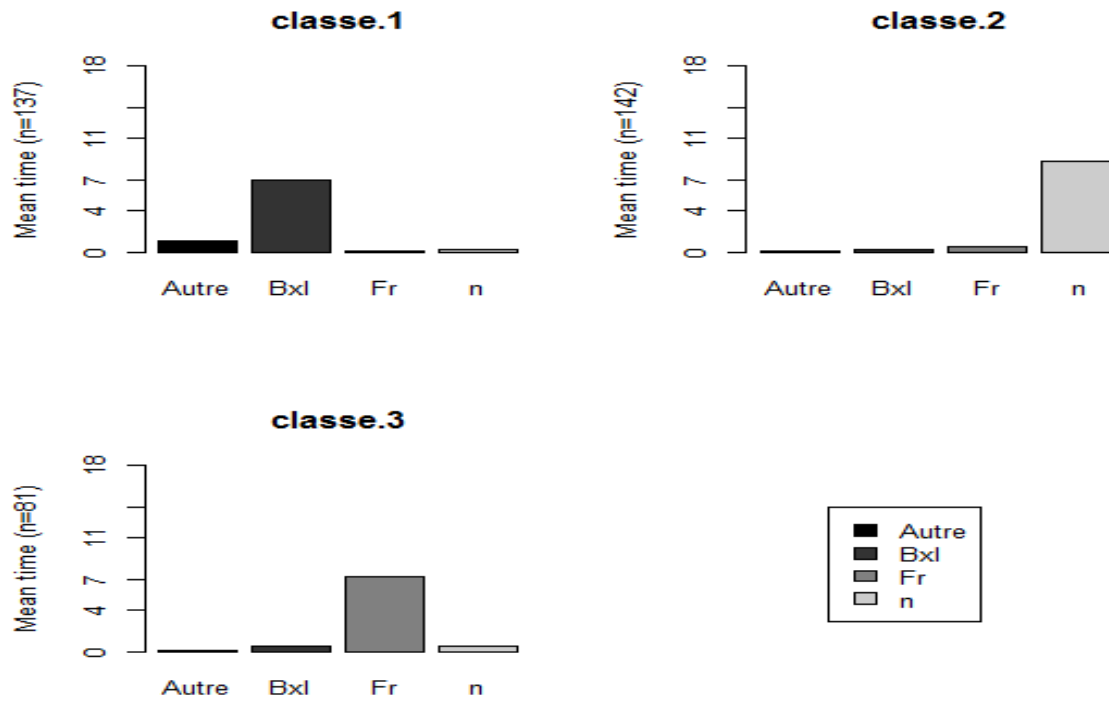 classe.1
Mean time (n=137)
18
11
7
4
0
Autre Bxl Fr n
classe.2
Mean time (n=142)
18
11
7
4
0
Autre Bxl Fr n
classe.3
Mean time (n=81)
18
11
7
4
0
Autre Bxl Fr n
Autre
Bxl
Fr
n